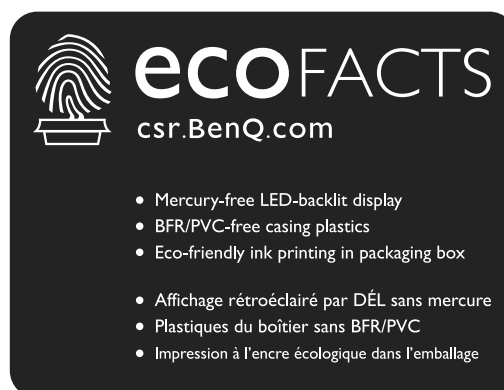 ecoFACTS
csr.BenQ.com
• Mercury-free LED-backlit display
• BFR/PVC-free casing plastics
• Eco-friendly ink printing in packaging box
• Affichage rétroéclairé par DÉL sans mercure
• Plastiques du boîtier sans BFR/PVC
• Impression à l'encre écologique dans l'emballage